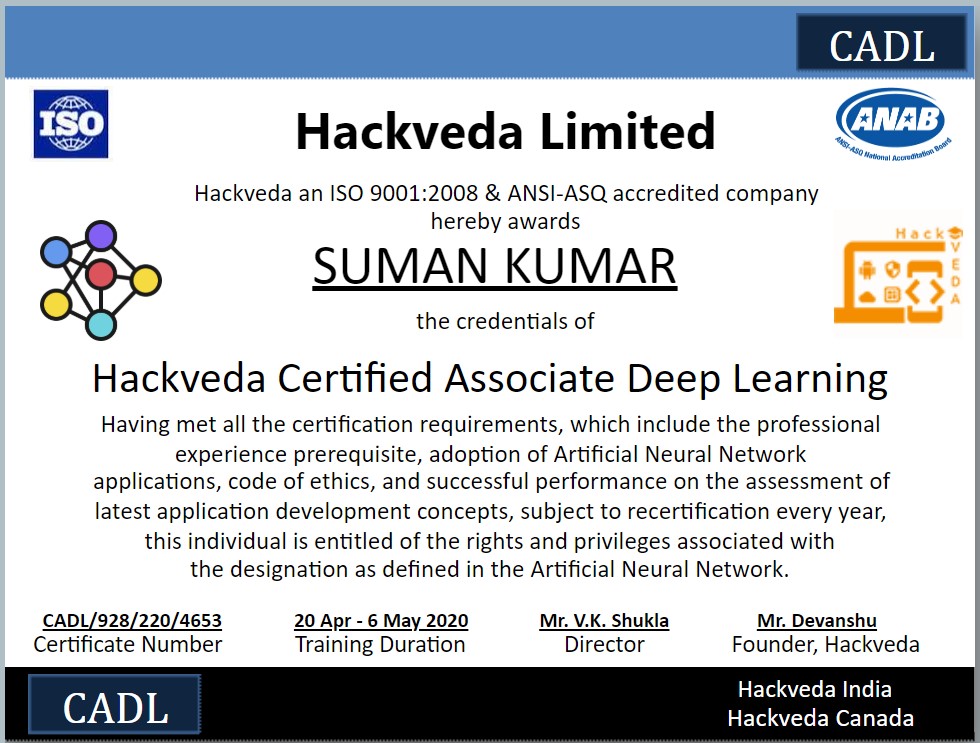 CADL
ISO
Hackveda Limited
ANAB
ANSI-ASQ National Accreditation Board
Hackveda an ISO 9001:2008 & ANSI-ASQ accredited company
hereby awards
HackVEDA
SUMAN KUMAR
the credentials of
Hackveda Certified Associate Deep Learning
Having met all the certification requirements, which include the professional
experience prerequisite, adoption of Artificial Neural Network
applications, code of ethics, and successful performance on the assessment of
latest application development concepts, subject to recertification every year,
this individual is entitled of the rights and privileges associated with
the designation as defined in the Artificial Neural Network.
CADL/928/220/4653 20 Apr - 6 May 2020 Mr. V.K. Shukla Mr. Devanshu
Certificate Number Training Duration Director Founder, Hackveda
CADL
Hackveda India
Hackveda Canada